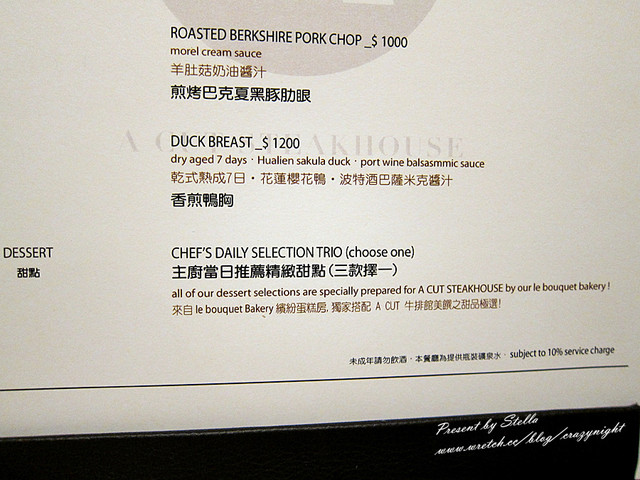 ROASTED BERKSHIRE PORK CHOP _$ 1000
morel cream sauce
羊肚菇奶油醬汁
煎烤巴克夏黑豚肋眼
A CUT STEAKHOUSE
DUCK BREAST _$ 1200
dry aged 7 days · Hualien sakula duck · port wine balsasmmic sauce
乾式熟成7日·花蓮櫻花鴨·波特酒巴薩米克醬汁
香煎鴨胸
DESSERT
甜點
CHEF'S DAILY SELECTION TRIO (choose one)
主廚當日推薦精緻甜點(三款擇一)
all of our dessert selections are specially prepared for A CUT STEAKHOUSE by our le bouquet bakery !
來自 le bouquet Bakery 繽紛蛋糕房, 獨家搭配 A CUT 牛排館美饌之甜品極選!
未成年請勿飲酒·本餐廳為提供瓶裝礦泉水· subject to 10% service charge
Present by Stella
www.wretch.cc/blog/crazynight